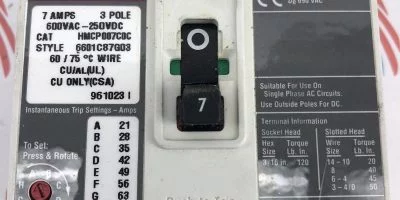 7 AMPS 3 POLE
600VAC-250VDC
CAT HMCP007C0C
STYLE 6601C87G03
60 / 75 °C WIRE
CU/AL(UL)
CU ONLY(CSA)
961023 I
Instantaneous Trip Settings - Amps
To Set:
Press & Rotate
A 21
B 28
C 35
D 42
E 49
F 56
G 63
O
7
Suitable For Use On
Single Phase AC Circuits.
Use Outside Poles For DC.
Terminal Information
Socket Head Slotted Head
Hex Size Torque Lb. In. Wire Torque Lb. In.
3-10 in. 120 14-10 20
8 40
6-4 45
3-4/0 50